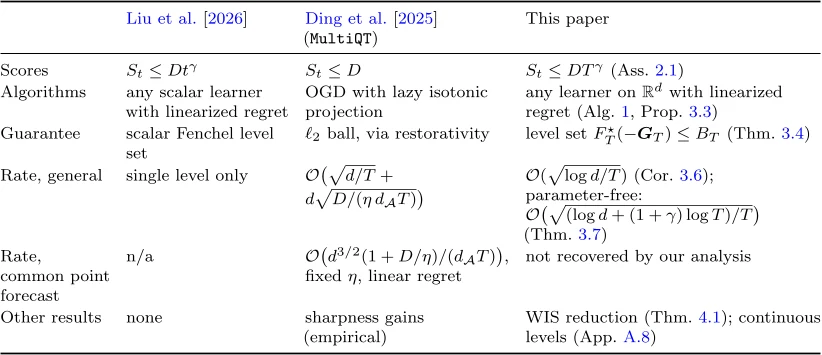 Liu et al. [2026] Ding et al. [2025] This paper
(MultiQT)
Scores S_t ≤ Dt^γ S_t ≤ D S_t ≤ DT^γ (Ass. 2.1)
Algorithms any scalar learner OGD with lazy isotonic any learner on ℝ^d with linearized
with linearized regret projection regret (Alg. 1, Prop. 3.3)
Guarantee scalar Fenchel level ℓ_2 ball, via restorativity level set F_T^⋆(−G_T) ≤ B_T (Thm. 3.4)
set
Rate, general single level only O(√(d/T) + O(√(log d/T)) (Cor. 3.6);
d√(D/(η d_A T))) parameter-free:
O(√((log d + (1 + γ) log T)/T))
(Thm. 3.7)
Rate, n/a O(d^{3/2}(1 + D/η)/(d_A T)), not recovered by our analysis
common point fixed η, linear regret
forecast
Other results none sharpness gains WIS reduction (Thm. 4.1); continuous
(empirical) levels (App. A.8)